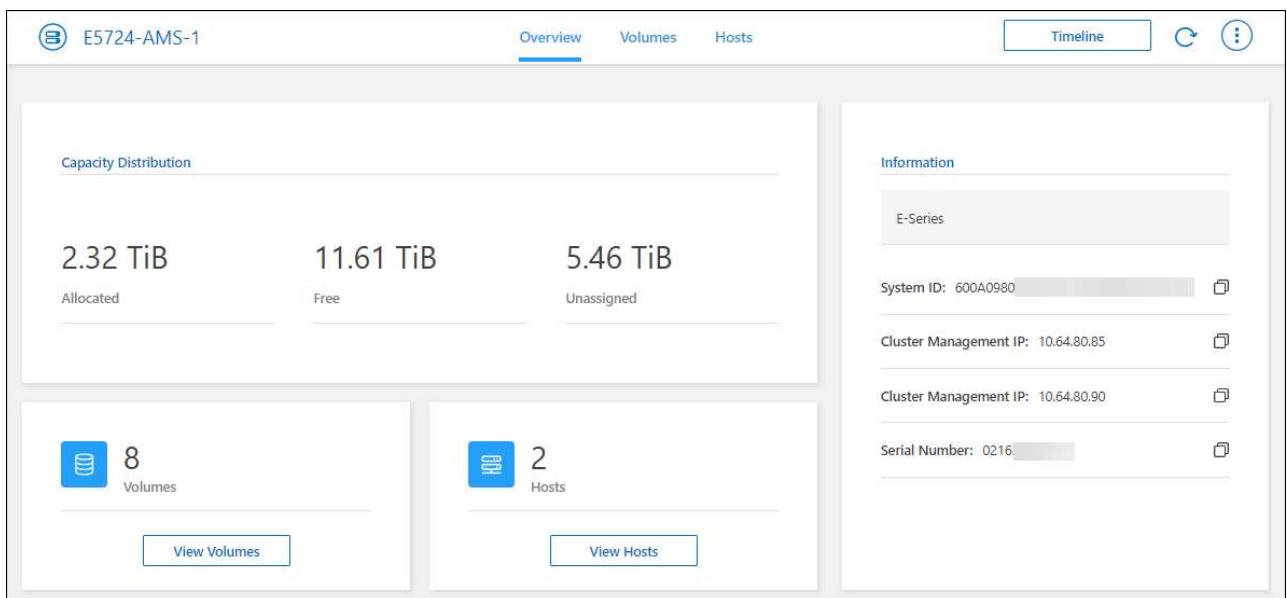 E5724-AMS-1
Overview
Volumes
Hosts
Timeline
Capacity Distribution
2.32 TiB
Allocated
11.61 TiB
Free
5.46 TiB
Unassigned
8
Volumes
View Volumes
2
Hosts
View Hosts
Information
E-Series
System ID: 600A0980
Cluster Management IP: 10.64.80.85
Cluster Management IP: 10.64.80.90
Serial Number: 0216